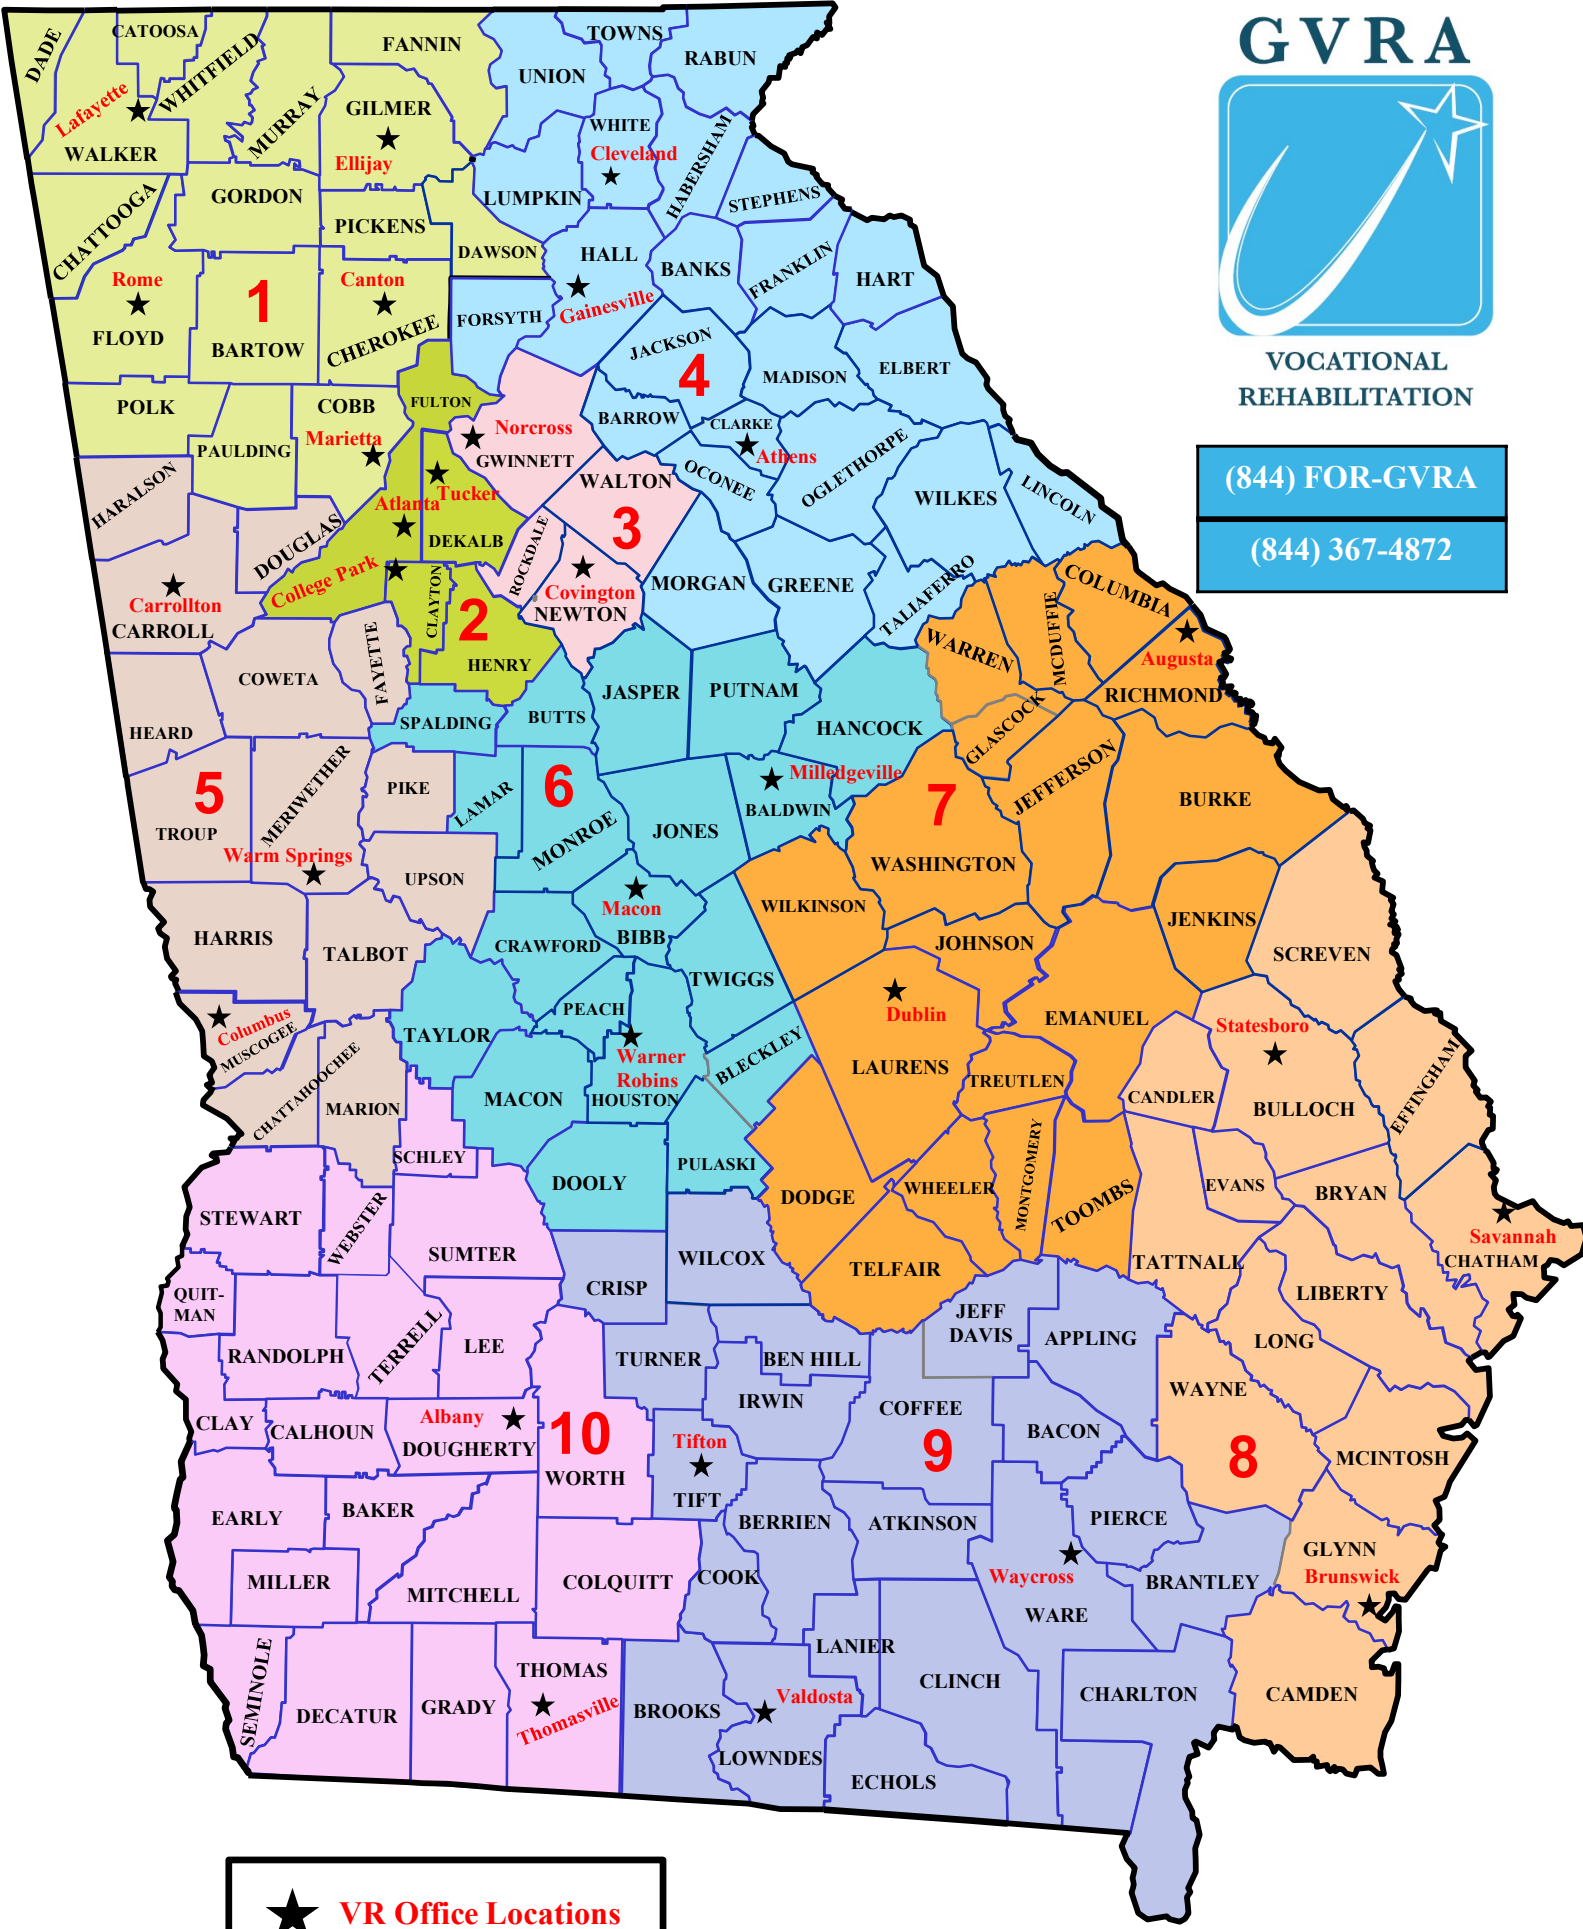 GVRA
VOCATIONAL
REHABILITATION
(844) FOR-GVRA
(844) 367-4872
DADE
CATOOSA
WHITFIELD
MURRAY
FANNIN
GILMER
Ellijay
Lafayette
WALKER
CHATTOOGA
GORDON
PICKENS
DAWSON
Rome
FLOYD
1
BARTOW
Canton
CHEROKEE
POLK
PAULDING
COBB
Marietta
UNION
TOWNS
RABUN
WHITE
Cleveland
HABERSHAM
STEPHENS
LUMPKIN
HALL
Gainesville
BANKS
FRANKLIN
HART
FORSYTH
JACKSON
4
MADISON
ELBERT
BARROW
CLARKE
Athens
OCONEE
OGLETHORPE
WILKES
LINCOLN
MORGAN
GREENE
TALIAFERRO
FULTON
Atlanta
Tucker
DEKALB
College Park
CLAYTON
2
HENRY
Norcross
GWINNETT
WALTON
3
ROCKDALE
Covington
NEWTON
HARALSON
DOUGLAS
Carrollton
CARROLL
COWETA
FAYETTE
HEARD
5
TROUP
MERIWETHER
Warm Springs
PIKE
UPSON
HARRIS
TALBOT
Columbus
MUSCOGEE
CHATTAHOOCHEE
MARION
SPALDING
BUTTS
JASPER
PUTNAM
HANCOCK
LAMAR
6
MONROE
JONES
Milledgeville
BALDWIN
Macon
BIBB
CRAWFORD
TWIGGS
PEACH
TAYLOR
Warner
Robins
HOUSTON
BLECKLEY
MACON
DOOLY
PULASKI
COLUMBIA
MCDUFFIE
WARREN
Augusta
RICHMOND
GLASCOCK
JEFFERSON
BURKE
7
WASHINGTON
WILKINSON
JOHNSON
JENKINS
Dublin
LAURENS
EMANUEL
TREUTLEN
DODGE
WHEELER
MONTGOMERY
TOOMBS
TELFAIR
SCREVEN
Statesboro
BULLOCH
CANDLER
EFFINGHAM
EVANS
BRYAN
TATTNALL
Savannah
CHATHAM
LIBERTY
LONG
WAYNE
8
MCINTOSH
GLYNN
Brunswick
CAMDEN
WILCOX
CRISP
TURNER
BEN HILL
IRWIN
JEFF
DAVIS
APPLING
COFFEE
9
BACON
Tifton
TIFT
BERRIEN
ATKINSON
PIERCE
COOK
Waycross
WARE
BRANTLEY
LANIER
CLINCH
CHARLTON
BROOKS
Valdosta
LOWNDES
ECHOLS
SCHLEY
STEWART
WEBSTER
SUMTER
QUIT-
MAN
RANDOLPH
TERRELL
LEE
CLAY
CALHOUN
Albany
DOUGHERTY
10
WORTH
EARLY
BAKER
MILLER
MITCHELL
COLQUITT
SEMINOLE
DECATUR
GRADY
THOMAS
Thomasville
VR Office Locations